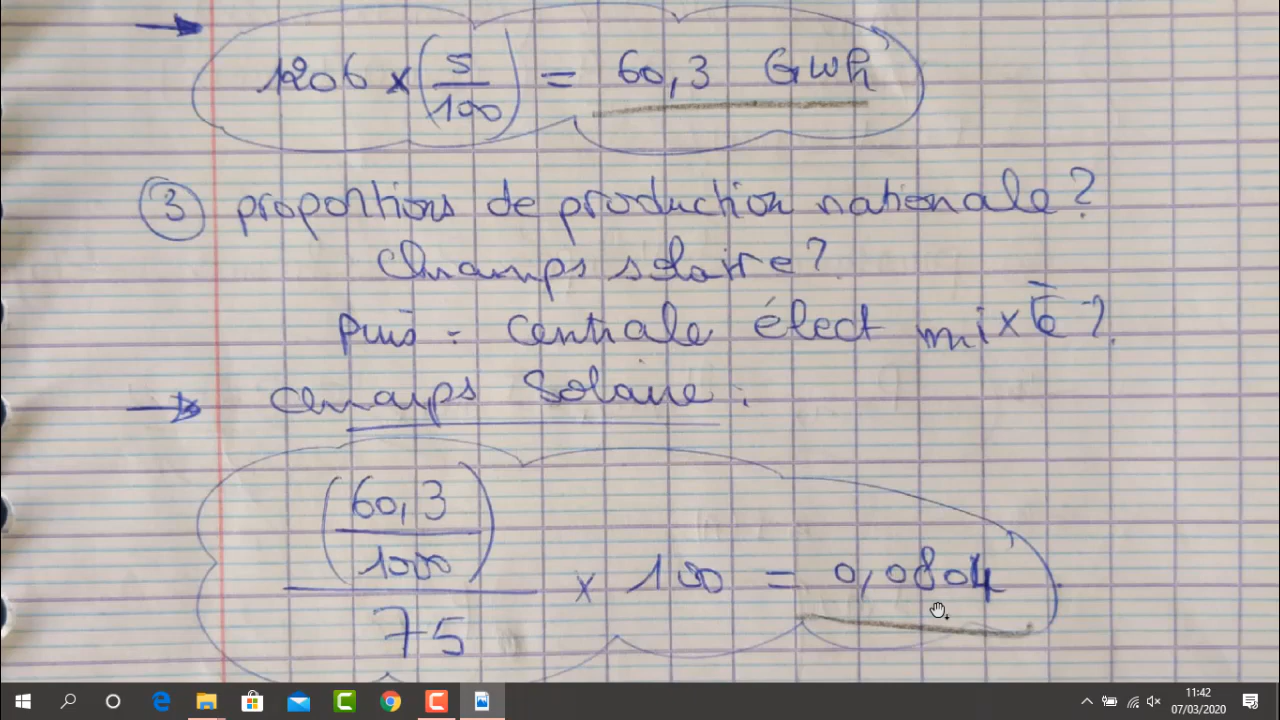 1206 × (5/100) = 60,3 GWh
③ proportions de production nationale ?
Champs solaire ?
puis = centrale élect mixte ?
Champs Solaire :
(60,3/1000)/75 × 100 = 0,0804
11:42
07/03/2020